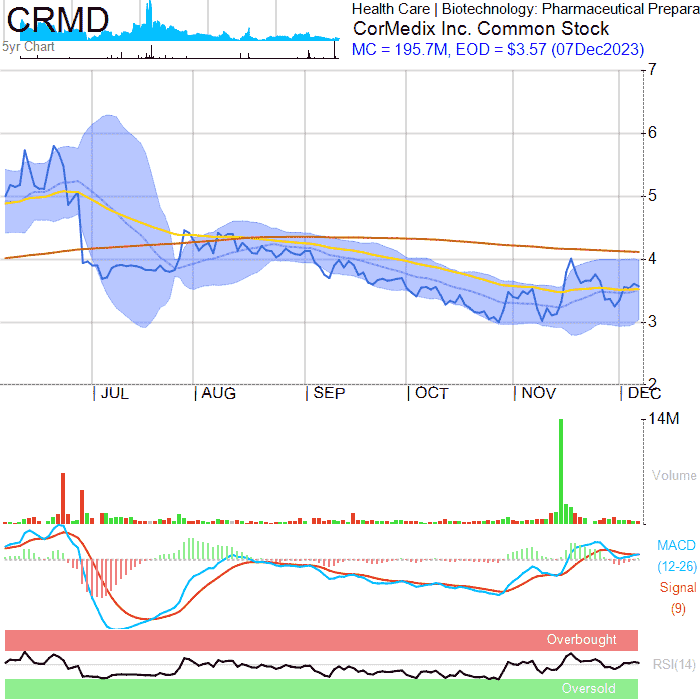 CRMD
5yr Chart
Health Care | Biotechnology: Pharmaceutical Prepara
CorMedix Inc. Common Stock
MC = 195.7M, EOD = $3.57 (07Dec2023)
7
6
5
4
3
2
JUL AUG SEP OCT NOV DEC
14M
Volume
MACD
(12-26)
Signal
(9)
Overbought
RSI(14)
Oversold